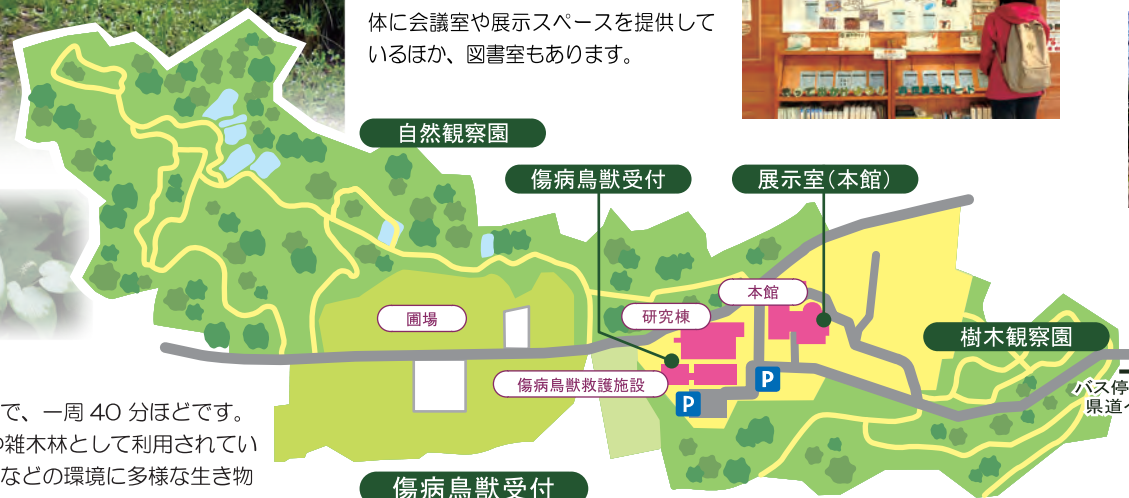 体に会議室や展示スペースを提供して
いるほか、図書室もあります。
自然観察園
傷病鳥獣受付
展示室（本館）
本館
圃場
研究棟
樹木観察園
傷病鳥獣救護施設
P
P
バス停
県道
で、一周 40 分ほどです。
雑木林として利用されてい
などの環境に多様な生き物
傷病鳥獣受付